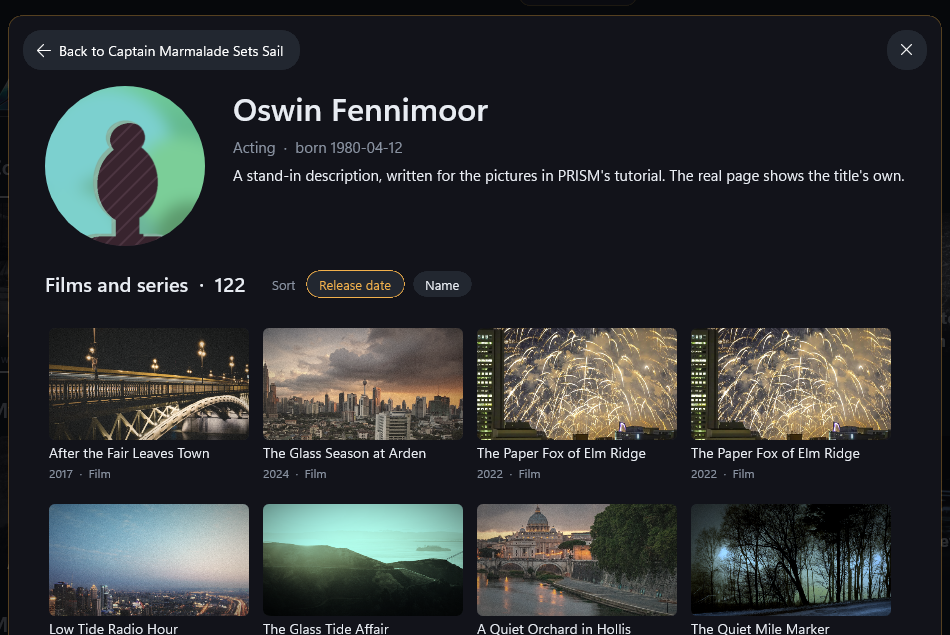 Back to Captain Marmalade Sets Sail
Oswin Fennimoor
Acting · born 1980-04-12
A stand-in description, written for the pictures in PRISM's tutorial. The real page shows the title's own.
Films and series · 122
Sort
Release date
Name
After the Fair Leaves Town
2017 · Film
The Glass Season at Arden
2024 · Film
The Paper Fox of Elm Ridge
2022 · Film
The Paper Fox of Elm Ridge
2022 · Film
Low Tide Radio Hour
The Glass Tide Affair
A Quiet Orchard in Hollis
The Quiet Mile Marker